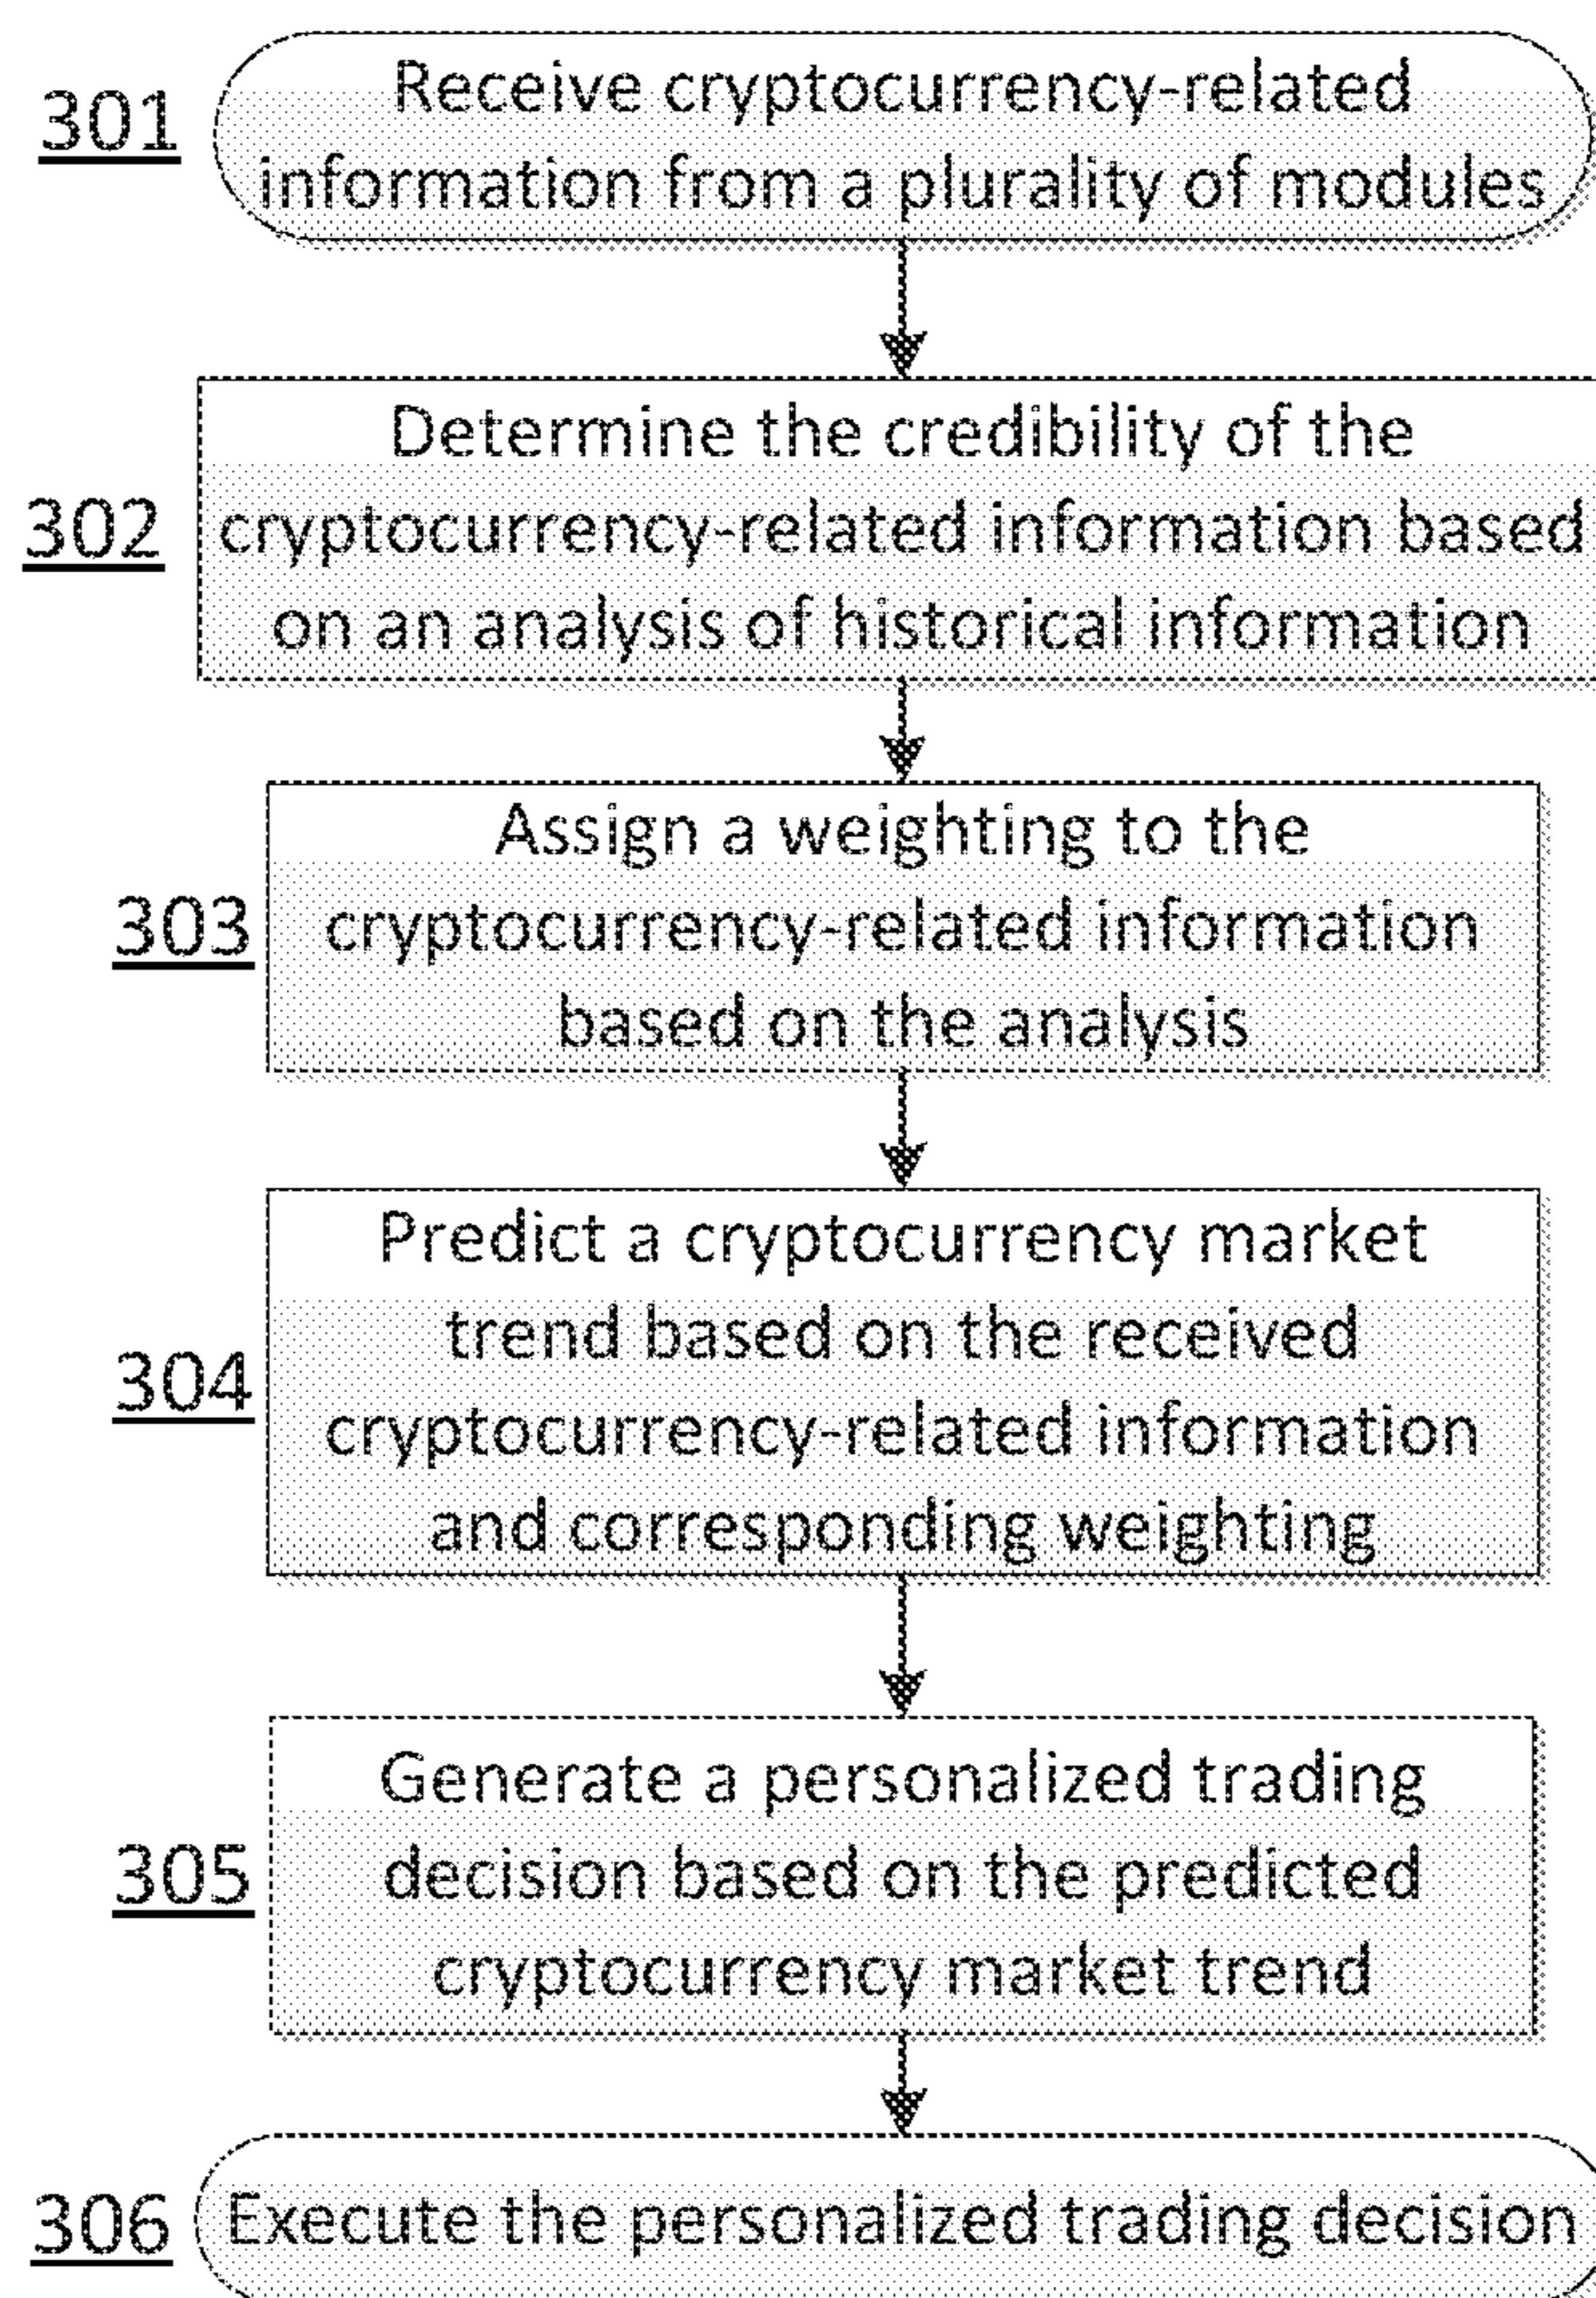 301
Receive cryptocurrency-related
information from a plurality of modules
302
Determine the credibility of the
cryptocurrency-related information based
on an analysis of historical information
303
Assign a weighting to the
cryptocurrency-related information
based on the analysis
304
Predict a cryptocurrency market
trend based on the received
cryptocurrency-related information
and corresponding weighting
305
Generate a personalized trading
decision based on the predicted
cryptocurrency market trend
306
Execute the personalized trading decision